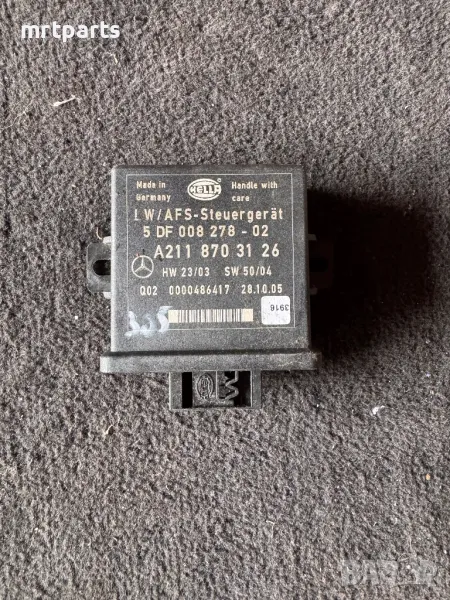 mrtparts
Made in Germany
HELLA
Handle with care
LW/AFS-Steuergerät
5 DF 008 278 - 02
A211 870 31 26
HW 23/03 SW 50/04
Q02 0000486417 28.10.05
3916
BAZAR